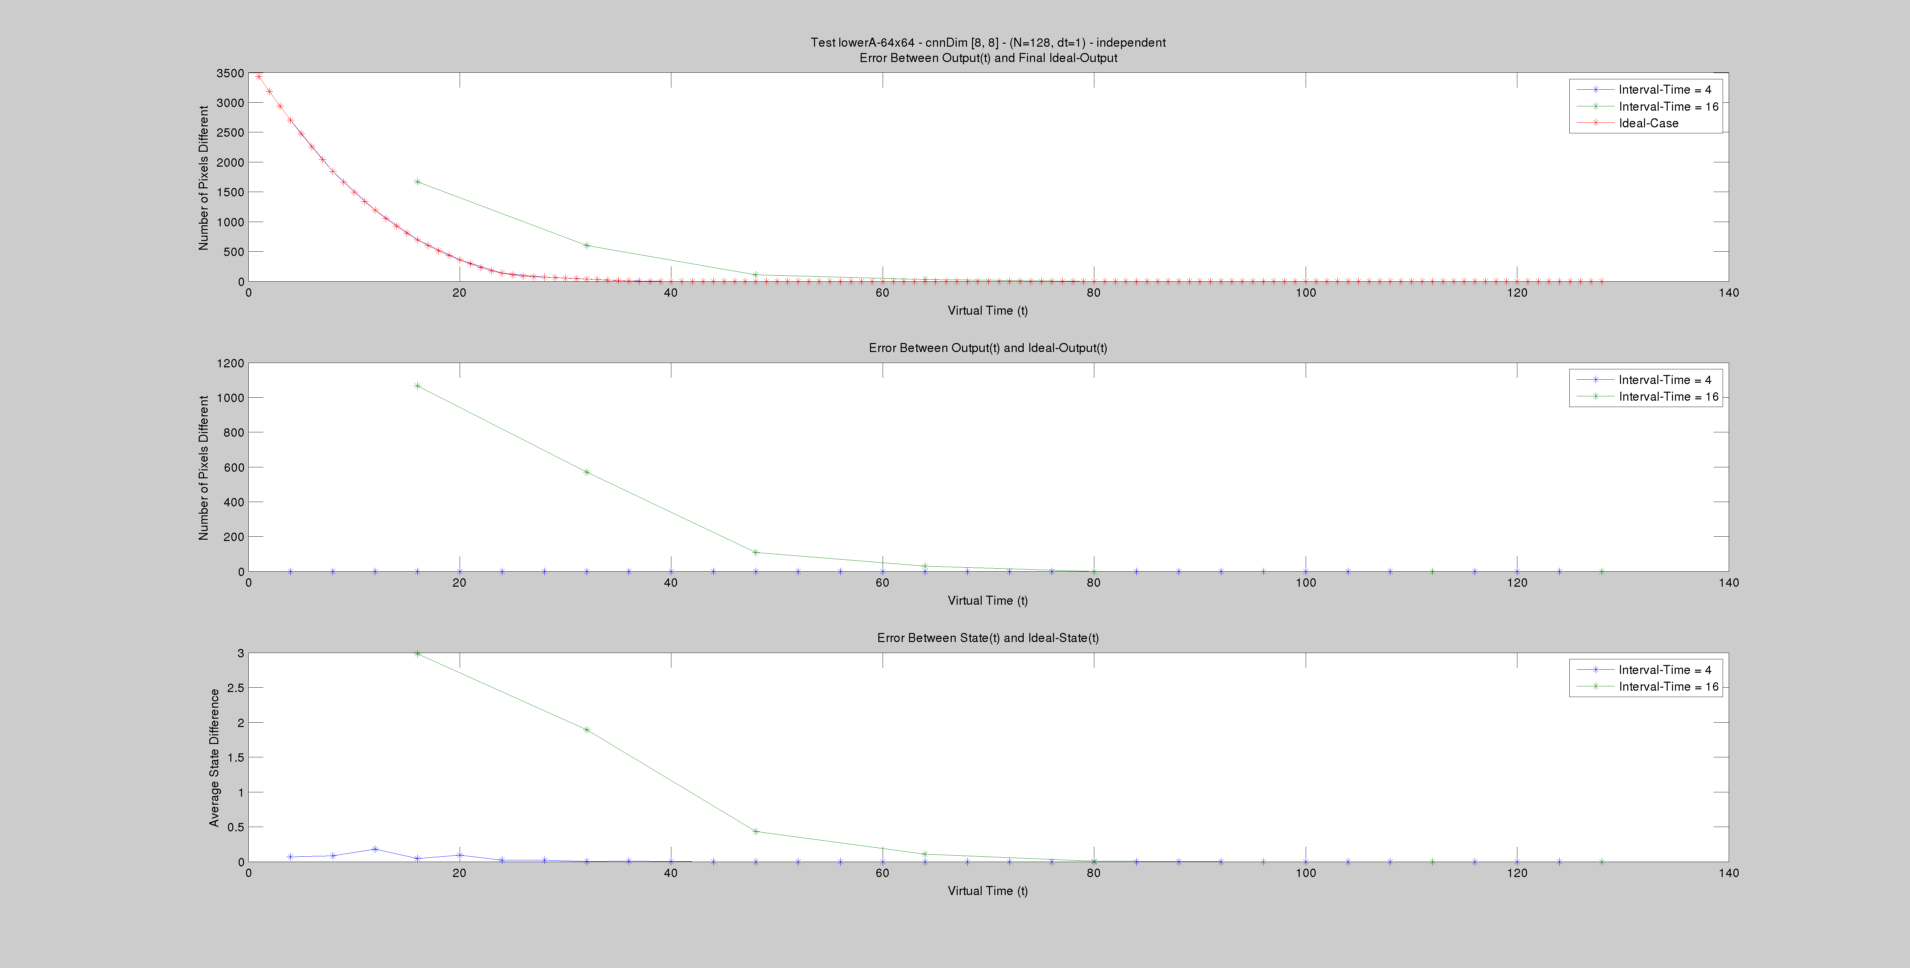 Test lowerA-64x64 - cnnDim [8, 8] - (N=128, dt=1) - independent
Error Between Output(t) and Final Ideal-Output
Number of Pixels Different
3500
3000
2500
2000
1500
1000
500
0
Interval-Time = 4
Interval-Time = 16
Ideal-Case
0 20 40 60 80 100 120 140
Virtual Time (t)
Error Between Output(t) and Ideal-Output(t)
Number of Pixels Different
1200
1000
800
600
400
200
0
Interval-Time = 4
Interval-Time = 16
0 20 40 60 80 100 120 140
Virtual Time (t)
Error Between State(t) and Ideal-State(t)
Average State Difference
3
2.5
2
1.5
1
0.5
0
Interval-Time = 4
Interval-Time = 16
0 20 40 60 80 100 120 140
Virtual Time (t)